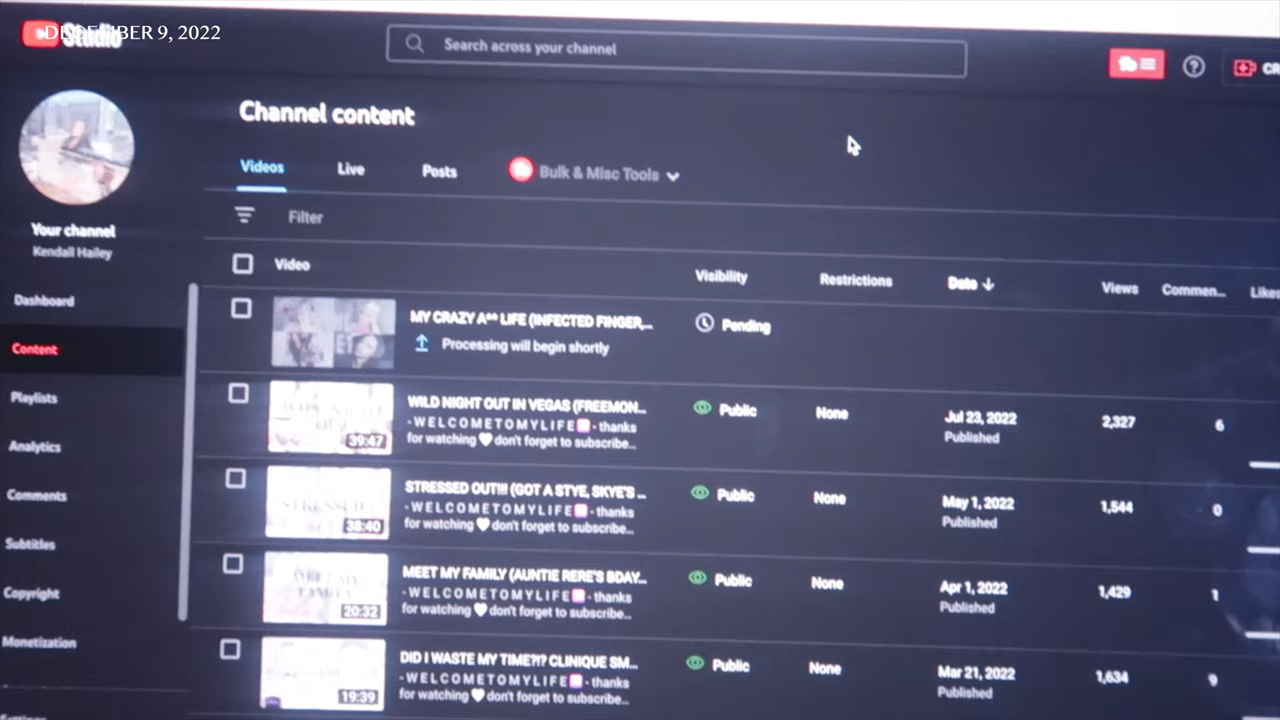 DECEMBER 9, 2022
Studio
Search across your channel
Channel content
Videos Live Posts Bulk & Misc Tools
Your channel
Kendall Hailey
Filter
Video Visibility Restrictions Date Views Commen... Likes
Dashboard
Content
Playlists
Analytics
Comments
Subtitles
Copyright
Monetization
MY CRAZY A** LIFE (INFECTED FINGER,...
Processing will begin shortly
Pending
WILD NIGHT OUT IN VEGAS (FREEMON...
- W E L C O M E T O M Y L I F E - thanks
for watching 🤍 don't forget to subscribe...
39:47
Public None Jul 23, 2022 2,327 6
Published
STRESSED OUT!!! (GOT A STYE, SKYE'S ...
- W E L C O M E T O M Y L I F E - thanks
for watching 🤍 don't forget to subscribe...
38:40
Public None May 1, 2022 1,544 0
Published
MEET MY FAMILY (AUNTIE RERE'S BDAY...
- W E L C O M E T O M Y L I F E - thanks
for watching 🤍 don't forget to subscribe...
20:32
Public None Apr 1, 2022 1,429 1
Published
DID I WASTE MY TIME?!? CLINIQUE SM...
- W E L C O M E T O M Y L I F E - thanks
for watching 🤍 don't forget to subscribe...
19:39
Public None Mar 21, 2022 1,634 9
Published